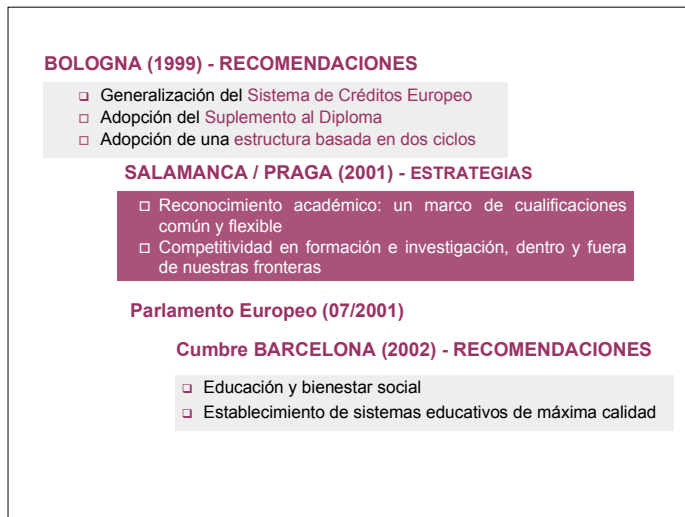 BOLOGNA (1999) - RECOMENDACIONES
❑ Generalización del Sistema de Créditos Europeo
❑ Adopción del Suplemento al Diploma
❑ Adopción de una estructura basada en dos ciclos
SALAMANCA / PRAGA (2001) - ESTRATEGIAS
❑ Reconocimiento académico: un marco de cualificaciones
común y flexible
❑ Competitividad en formación e investigación, dentro y fuera
de nuestras fronteras
Parlamento Europeo (07/2001)
Cumbre BARCELONA (2002) - RECOMENDACIONES
❑ Educación y bienestar social
❑ Establecimiento de sistemas educativos de máxima calidad